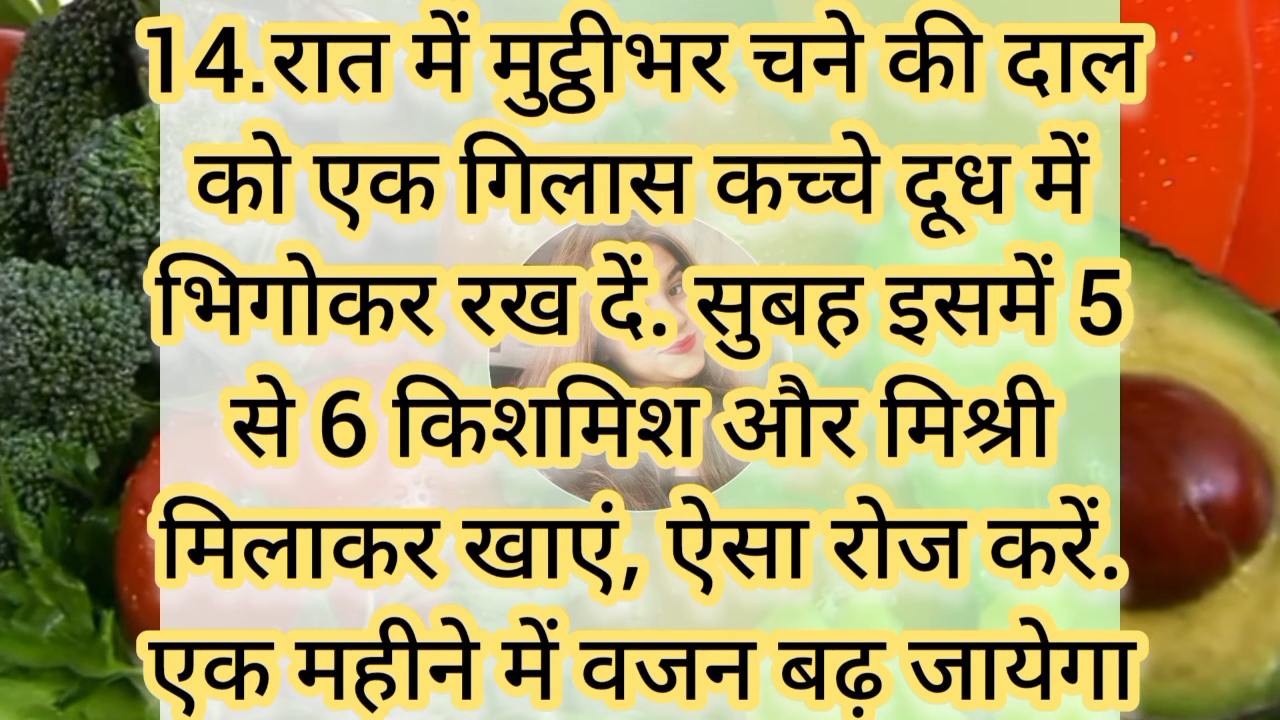 14.रात में मुट्ठीभर चने की दाल
को एक गिलास कच्चे दूध में
भिगोकर रख दें. सुबह इसमें 5
से 6 किशमिश और मिश्री
मिलाकर खाएं, ऐसा रोज करें.
एक महीने में वजन बढ़ जायेगा